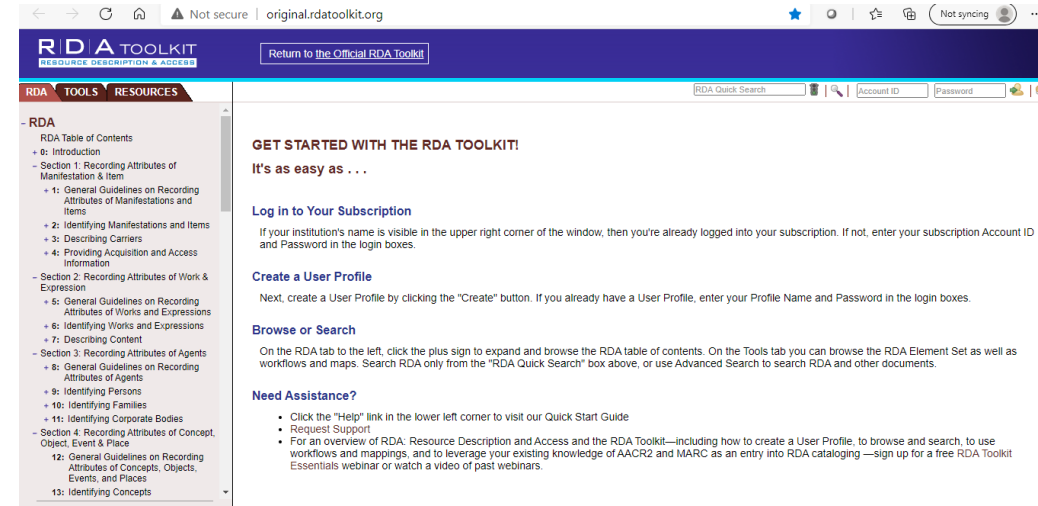 Not secure | original.rdatoolkit.org Not syncing
RDA TOOLKIT
RESOURCE DESCRIPTION & ACCESS
Return to the Official RDA Toolkit
RDA TOOLS RESOURCES
RDA Quick Search Account ID Password
- RDA
RDA Table of Contents
+ 0: Introduction
- Section 1: Recording Attributes of
Manifestation & Item
+ 1: General Guidelines on Recording
Attributes of Manifestations and
Items
+ 2: Identifying Manifestations and Items
+ 3: Describing Carriers
+ 4: Providing Acquisition and Access
Information
- Section 2: Recording Attributes of Work &
Expression
+ 5: General Guidelines on Recording
Attributes of Works and Expressions
+ 6: Identifying Works and Expressions
+ 7: Describing Content
- Section 3: Recording Attributes of Agents
+ 8: General Guidelines on Recording
Attributes of Agents
+ 9: Identifying Persons
+ 10: Identifying Families
+ 11: Identifying Corporate Bodies
- Section 4: Recording Attributes of Concept,
Object, Event & Place
12: General Guidelines on Recording
Attributes of Concepts, Objects,
Events, and Places
13: Identifying Concepts
GET STARTED WITH THE RDA TOOLKIT!
It's as easy as . . .
Log in to Your Subscription
If your institution's name is visible in the upper right corner of the window, then you're already logged into your subscription. If not, enter your subscription Account ID
and Password in the login boxes.
Create a User Profile
Next, create a User Profile by clicking the "Create" button. If you already have a User Profile, enter your Profile Name and Password in the login boxes.
Browse or Search
On the RDA tab to the left, click the plus sign to expand and browse the RDA table of contents. On the Tools tab you can browse the RDA Element Set as well as
workflows and maps. Search RDA only from the "RDA Quick Search" box above, or use Advanced Search to search RDA and other documents.
Need Assistance?
• Click the "Help" link in the lower left corner to visit our Quick Start Guide
• Request Support
• For an overview of RDA: Resource Description and Access and the RDA Toolkit—including how to create a User Profile, to browse and search, to use
workflows and mappings, and to leverage your existing knowledge of AACR2 and MARC as an entry into RDA cataloging —sign up for a free RDA Toolkit
Essentials webinar or watch a video of past webinars.